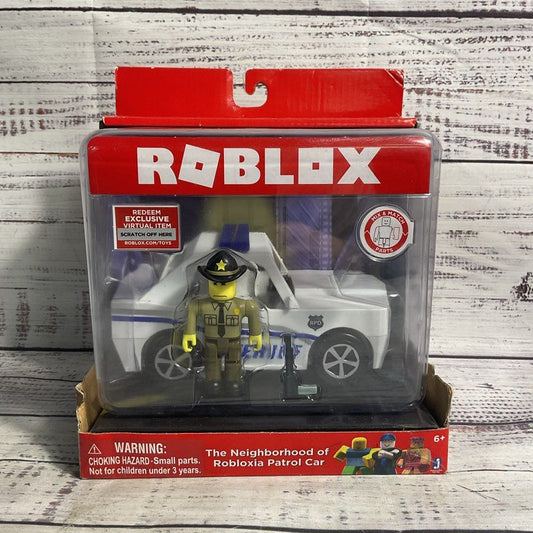 ROBLOX
REDEEM
EXCLUSIVE
VIRTUAL ITEM
SCRATCH OFF HERE
ROBLOX.COM/TOYS
MIX & MATCH
PARTS
RPD
WARNING:
CHOKING HAZARD-Small parts.
Not for children under 3 years.
The Neighborhood of
Robloxia Patrol Car
6+